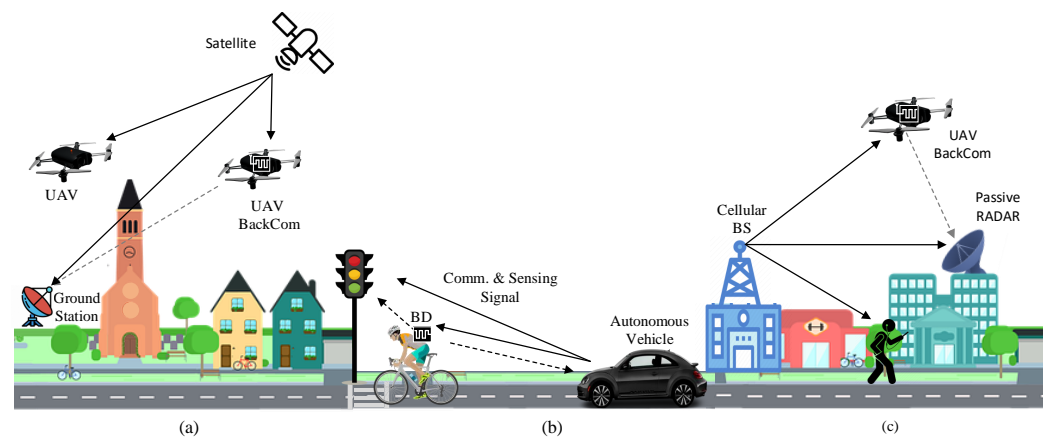 Satellite
UAV
UAV
BackCom
Ground
Station
(a)
Comm. & Sensing
Signal
BD
Autonomous
Vehicle
(b)
UAV
BackCom
Passive
RADAR
Cellular
BS
(c)